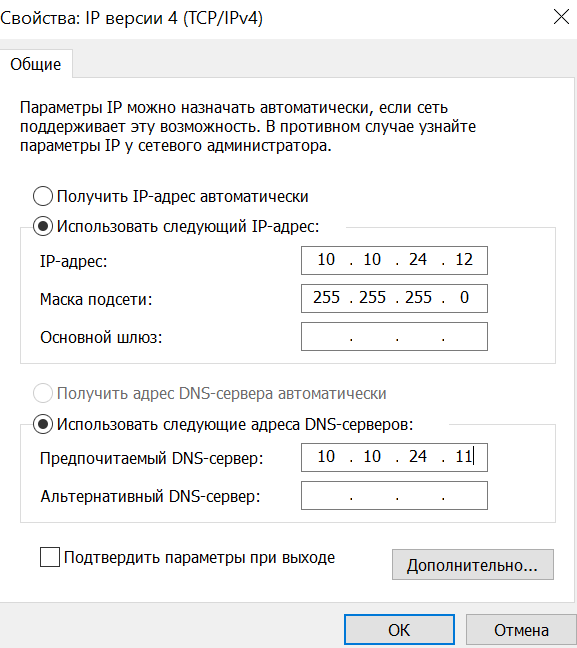 Свойства: IP версии 4 (TCP/IPv4)
Общие
Параметры IP можно назначать автоматически, если сеть
поддерживает эту возможность. В противном случае узнайте
параметры IP у сетевого администратора.
Получить IP-адрес автоматически
Использовать следующий IP-адрес:
IP-адрес: 10 . 10 . 24 . 12
Маска подсети: 255 . 255 . 255 . 0
Основной шлюз: . . .
Получить адрес DNS-сервера автоматически
Использовать следующие адреса DNS-серверов:
Предпочитаемый DNS-сервер: 10 . 10 . 24 . 11
Альтернативный DNS-сервер: . . .
Подтвердить параметры при выходе
Дополнительно...
ОК Отмена